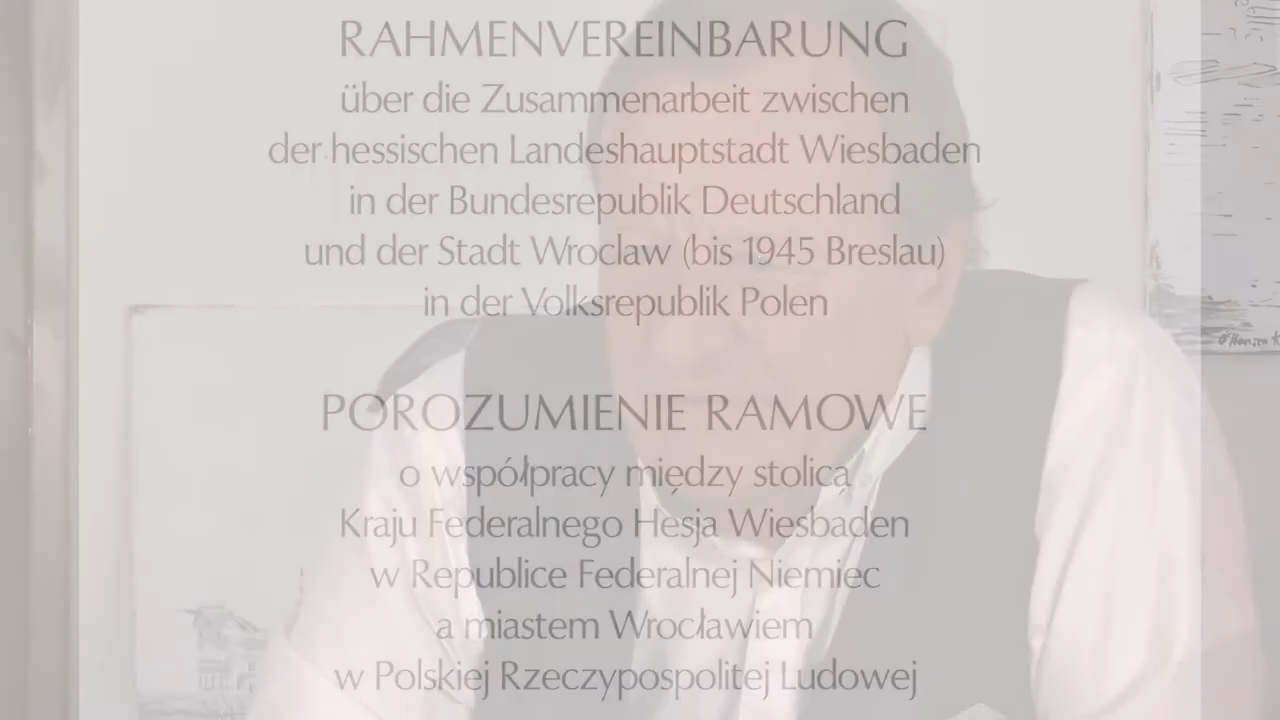 RAHMENVEREINBARUNG
über die Zusammenarbeit zwischen
der hessischen Landeshauptstadt Wiesbaden
in der Bundesrepublik Deutschland
und der Stadt Wroclaw (bis 1945 Breslau)
in der Volksrepublik Polen
POROZUMIENIE RAMOWE
o współpracy między stolicą
Kraju Federalnego Hesja Wiesbaden
w Republice Federalnej Niemiec
a miastem Wrocławiem
w Polskiej Rzeczypospolitej Ludowej